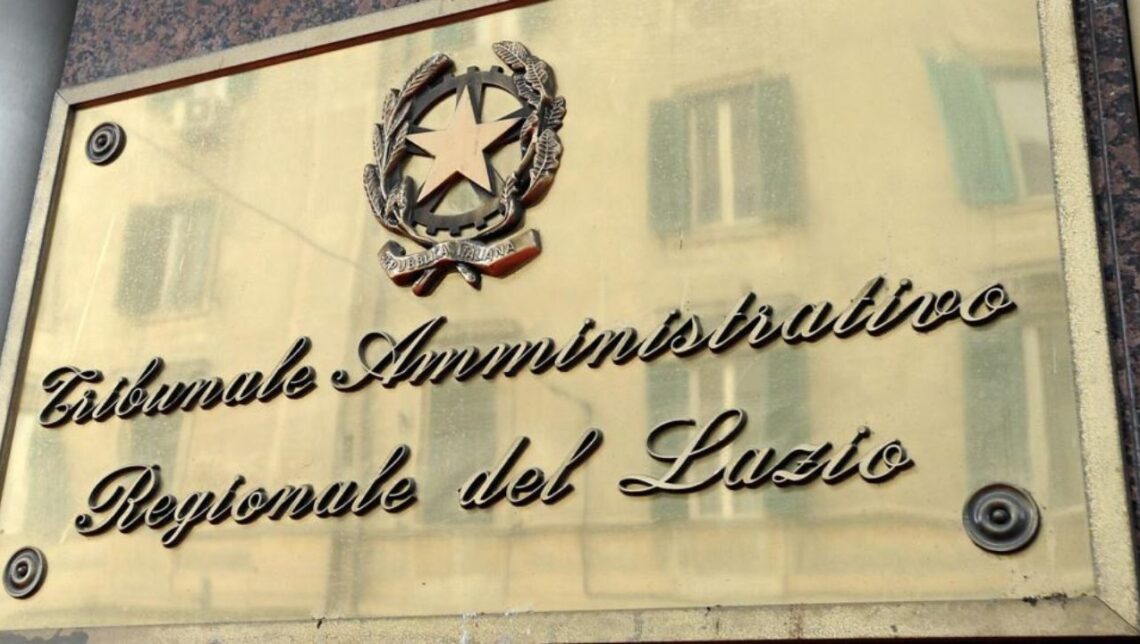 REPUBBLICA ITALIANA
Tribunale Amministrativo
Regionale del Lazio